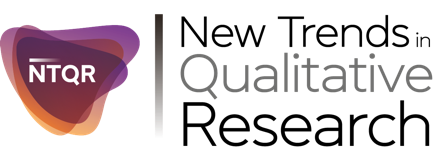 NTQR
New Trends in
Qualitative
Research